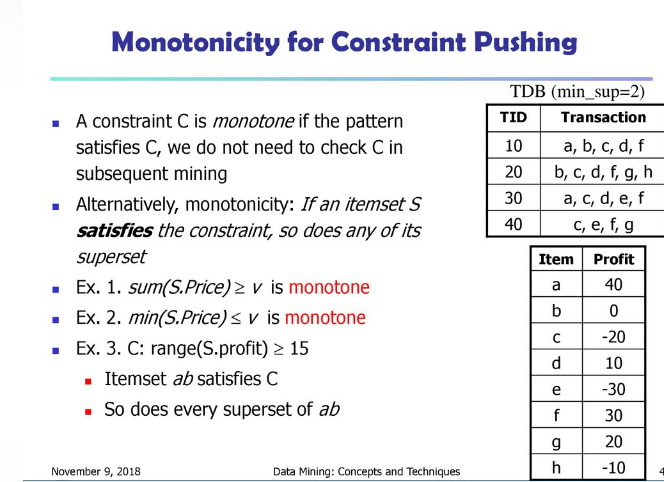 Monotonicity for Constraint Pushing
TDB (min_sup=2)
TID Transaction
10 a, b, c, d, f
20 b, c, d, f, g, h
30 a, c, d, e, f
40 c, e, f, g
A constraint C is monotone if the pattern
satisfies C, we do not need to check C in
subsequent mining
Alternatively, monotonicity: If an itemset S
satisfies the constraint, so does any of its
superset
Ex. 1. sum(S.Price) ≥ v is monotone
Ex. 2. min(S.Price) ≤ v is monotone
Ex. 3. C: range(S.profit) ≥ 15
Itemset ab satisfies C
So does every superset of ab
Item Profit
a 40
b 0
c -20
d 10
e -30
f 30
g 20
h -10
November 9, 2018 Data Mining: Concepts and Techniques 4